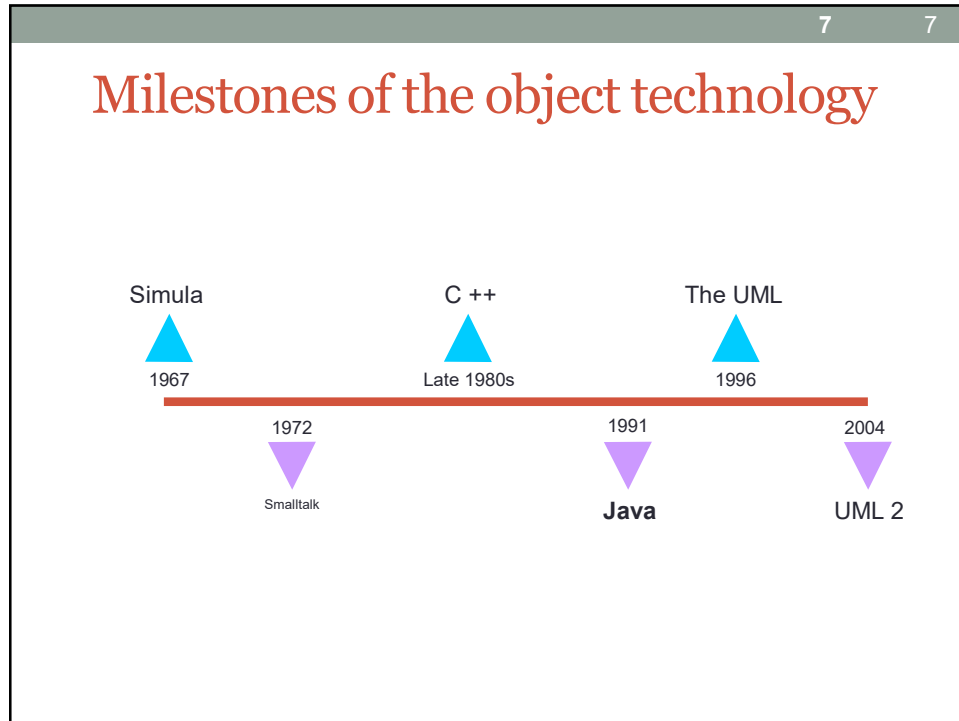 7 7
Milestones of the object technology
Simula C ++ The UML
1967 Late 1980s 1996
1972 1991 2004
Smalltalk Java UML 2